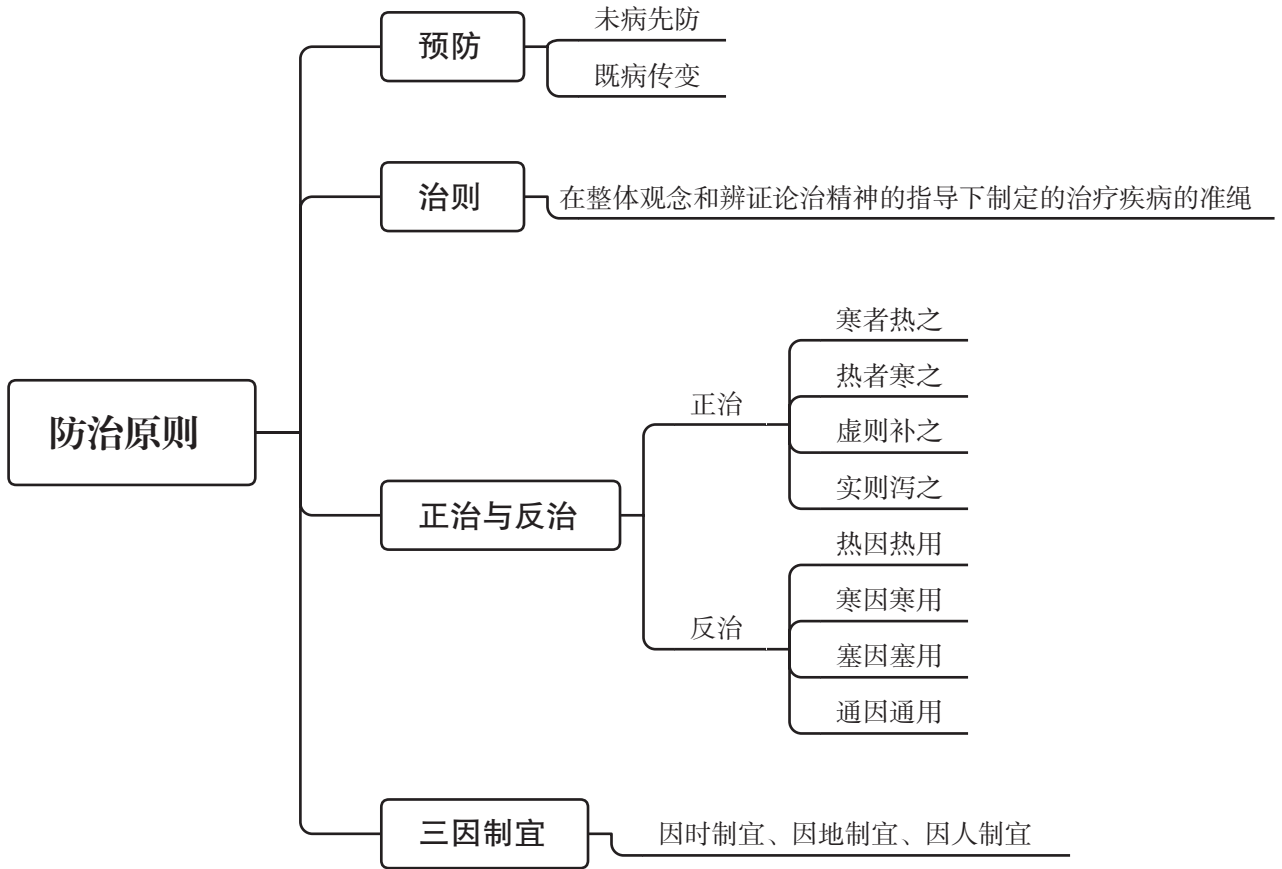 防治原则
预防
未病先防
既病传变
治则
在整体观念和辨证论治精神的指导下制定的治疗疾病的准绳
正治与反治
正治
寒者热之
热者寒之
虚则补之
实则泻之
反治
热因热用
寒因寒用
塞因塞用
通因通用
三因制宜
因时制宜、因地制宜、因人制宜